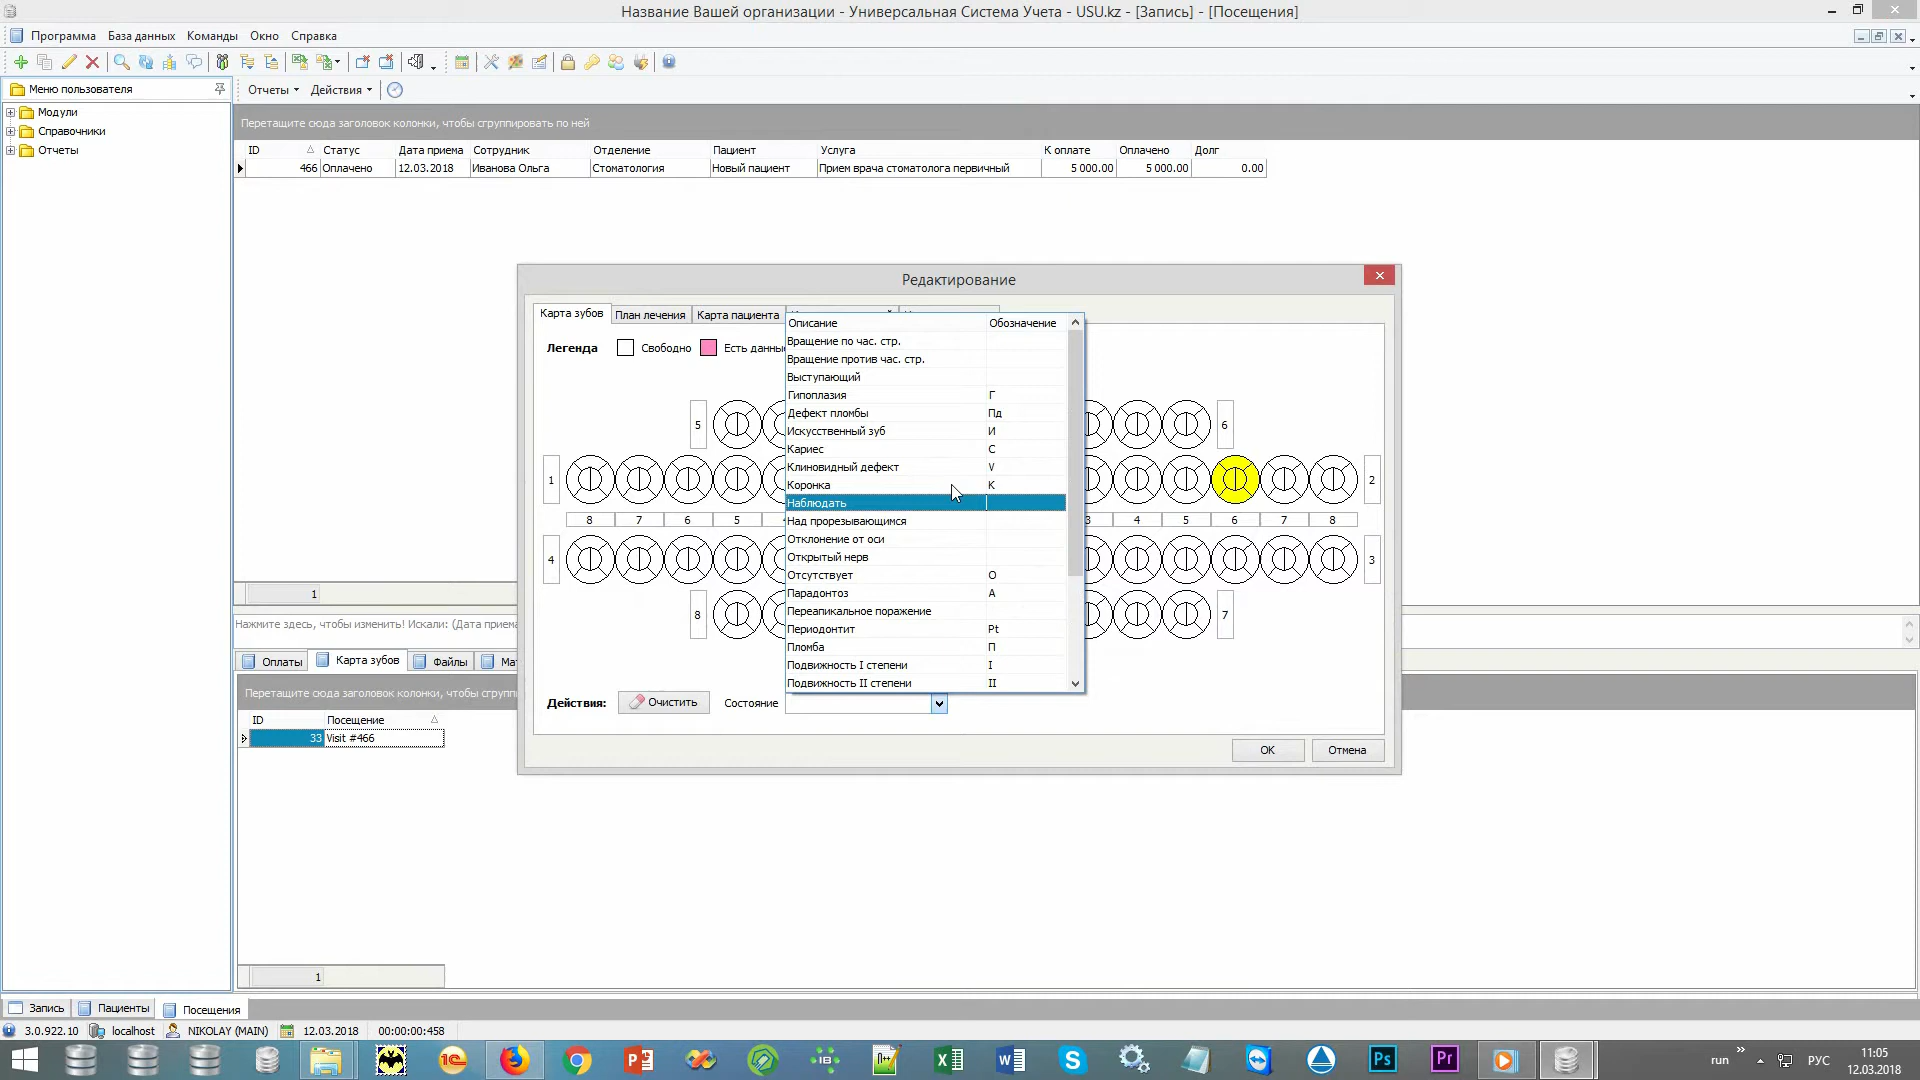 Название Вашей организации - Универсальная Система Учета - USU.kz - [Запись] - [Посещения]
Программа База данных Команды Окно Справка
Меню пользователя
Отчеты Действия
Модули
Справочники
Отчеты
Перетащите сюда заголовок колонки, чтобы сгруппировать по ней
ID Статус Дата приема Сотрудник Отделение Пациент Услуга К оплате Оплачено Долг
466 Оплачено 12.03.2018 Иванова Ольга Стоматология Новый пациент Прием врача стоматолога первичный 5 000.00 5 000.00 0.00
1
Нажмите здесь, чтобы изменить! Искали: (Дата приема
Оплаты Карта зубов Файлы
Перетащите сюда заголовок колонки, чтобы
ID Посещение
33 Visit #466
1
Редактирование
Карта зубов План лечения Карта пациента
Легенда Свободно Есть
5 6
1 2
8 7 6 5 4 5 6 7 8
4 3
8 7
Описание Обозначение
Вращение по час. стр.
Вращение против час. стр.
Выступающий
Гипоплазия Г
Дефект пломбы Пд
Искусственный зуб И
Кариес C
Клиновидный дефект V
Коронка К
Наблюдать
Над прорезывающимся
Отклонение от оси
Открытый нерв
Отсутствует О
Парадонтоз А
Переапикальное поражение
Периодонтит Pt
Пломба П
Подвижность I степени I
Подвижность II степени II
Действия: Очистить Состояние
OK Отмена
Запись Пациенты Посещения
3.0.922.10 localhost NIKOLAY (MAIN) 12.03.2018 00:00:00:458
run РУС 11:05
12.03.2018